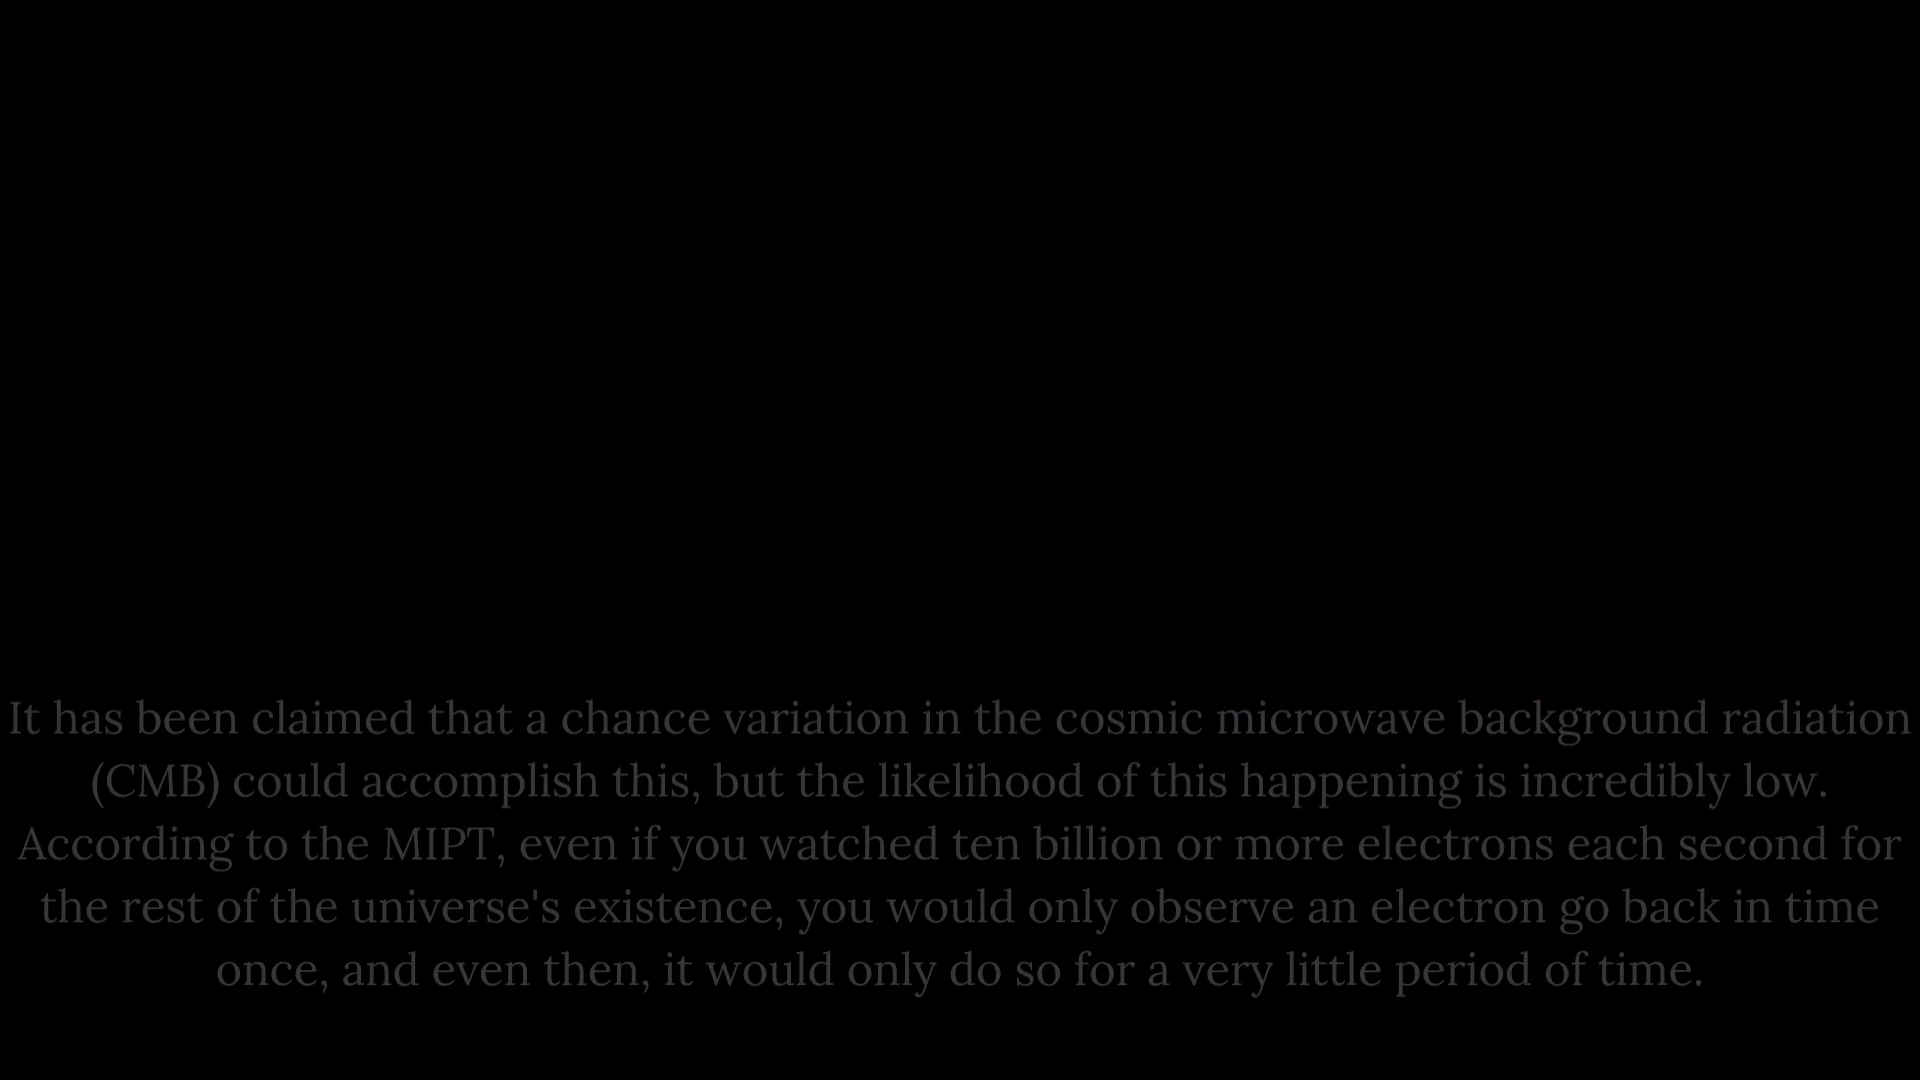 It has been claimed that a chance variation in the cosmic microwave background radiation
(CMB) could accomplish this, but the likelihood of this happening is incredibly low.
According to the MIPT, even if you watched ten billion or more electrons each second for
the rest of the universe's existence, you would only observe an electron go back in time
once, and even then, it would only do so for a very little period of time.